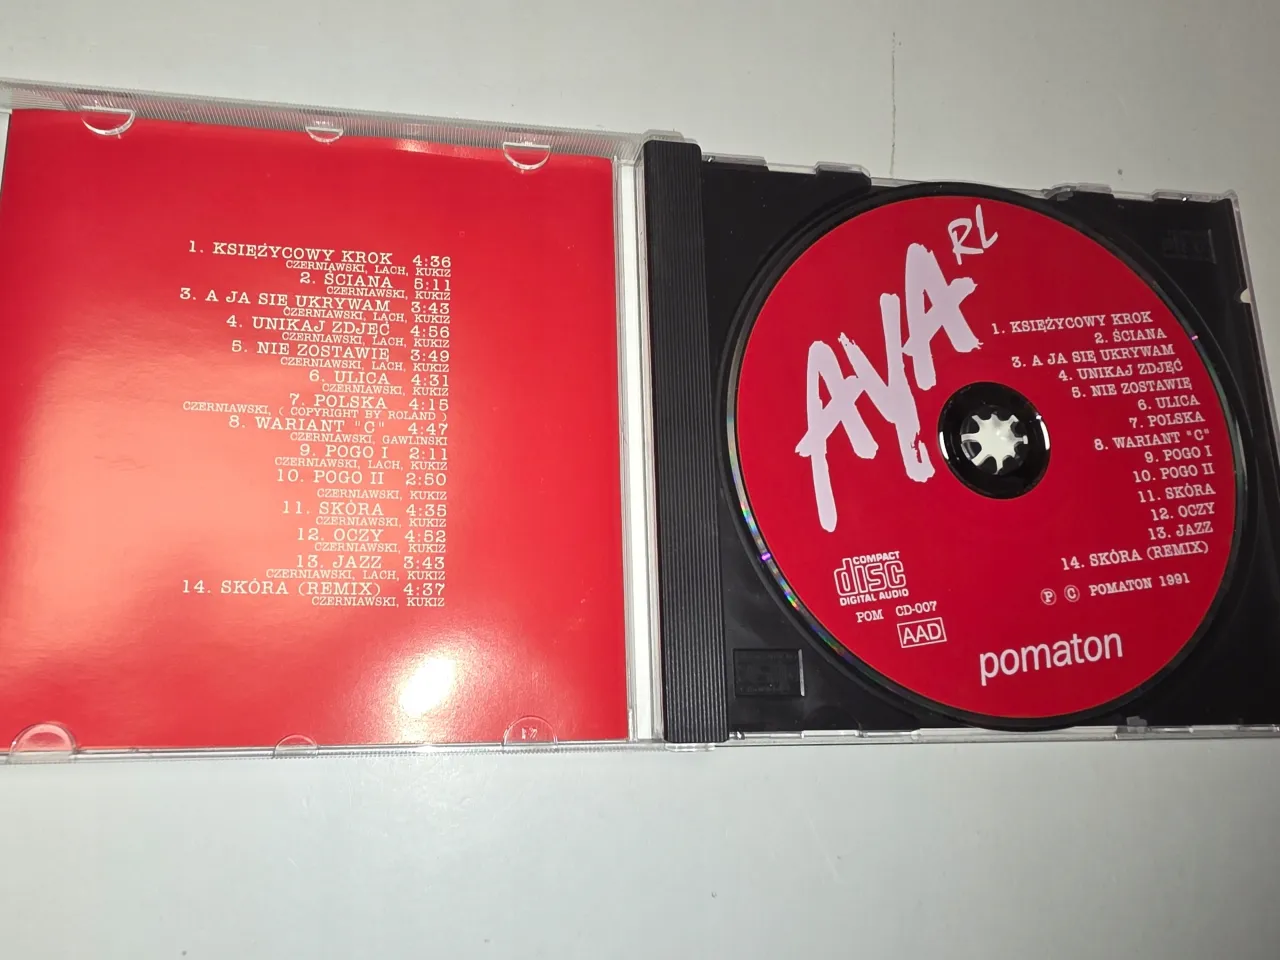 1. KSIĘŻYCOWY KROK 4:36
CZERNIAWSKI, LACH, KUKIZ
2. ŚCIANA 5:11
CZERNIAWSKI, KUKIZ
3. A JA SIĘ UKRYWAM 3:43
CZERNIAWSKI, LACH, KUKIZ
4. UNIKAJ ZDJĘĆ 4:56
CZERNIAWSKI, LACH, KUKIZ
5. NIE ZOSTAWIĘ 3:49
CZERNIAWSKI, LACH, KUKIZ
6. ULICA 4:31
CZERNIAWSKI, KUKIZ
7. POLSKA 4:15
CZERNIAWSKI, ( COPYRIGHT BY ROLAND )
8. WARIANT "C" 4:47
CZERNIAWSKI, GAWLINSKI
9. POGO I 2:11
CZERNIAWSKI, LACH, KUKIZ
10. POGO II 2:50
CZERNIAWSKI, KUKIZ
11. SKÓRA 4:35
CZERNIAWSKI, KUKIZ
12. OCZY 4:52
CZERNIAWSKI, KUKIZ
13. JAZZ 3:43
CZERNIAWSKI, LACH, KUKIZ
14. SKÓRA (REMIX) 4:37
CZERNIAWSKI, KUKIZ
AYA RL
1. KSIĘŻYCOWY KROK
2. ŚCIANA
3. A JA SIĘ UKRYWAM
4. UNIKAJ ZDJĘĆ
5. NIE ZOSTAWIĘ
6. ULICA
7. POLSKA
8. WARIANT "C"
9. POGO I
10. POGO II
11. SKÓRA
12. OCZY
13. JAZZ
14. SKÓRA (REMIX)
COMPACT
disc
DIGITAL AUDIO
POM CD-007
AAD
Ⓟ Ⓒ POMATON 1991
pomaton